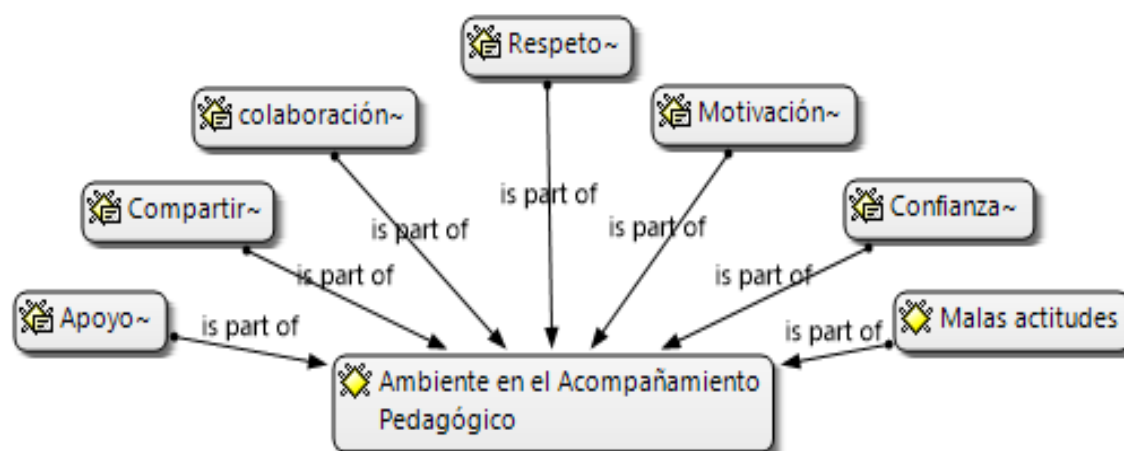 Respeto~
colaboración~
Motivación~
is part of
Compartir~
Confianza~
is part of
is part of
is part of
is part of
Apoyo~
is part of
Malas actitudes
is part of
Ambiente en el Acompañamiento
Pedagógico